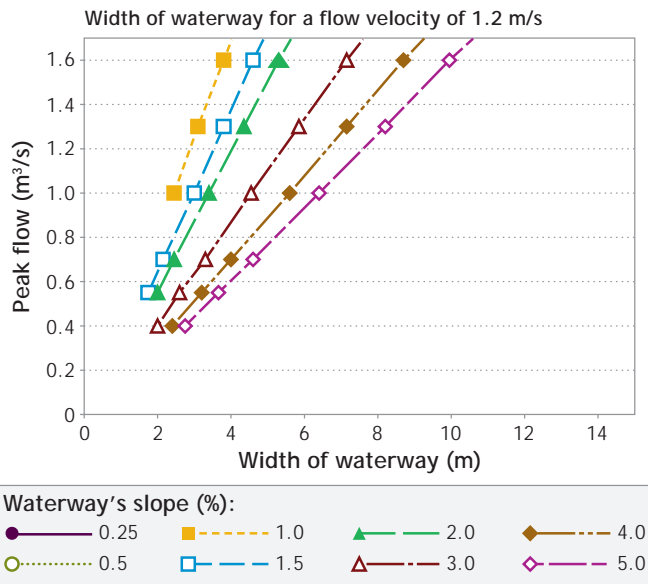 Width of waterway for a flow velocity of 1.2 m/s
Peak flow (m³/s)
1.6
1.4
1.2
1.0
0.8
0.6
0.4
0.2
0
0 2 4 6 8 10 12 14
Width of waterway (m)
Waterway's slope (%):
0.25 1.0 2.0 4.0
0.5 1.5 3.0 5.0